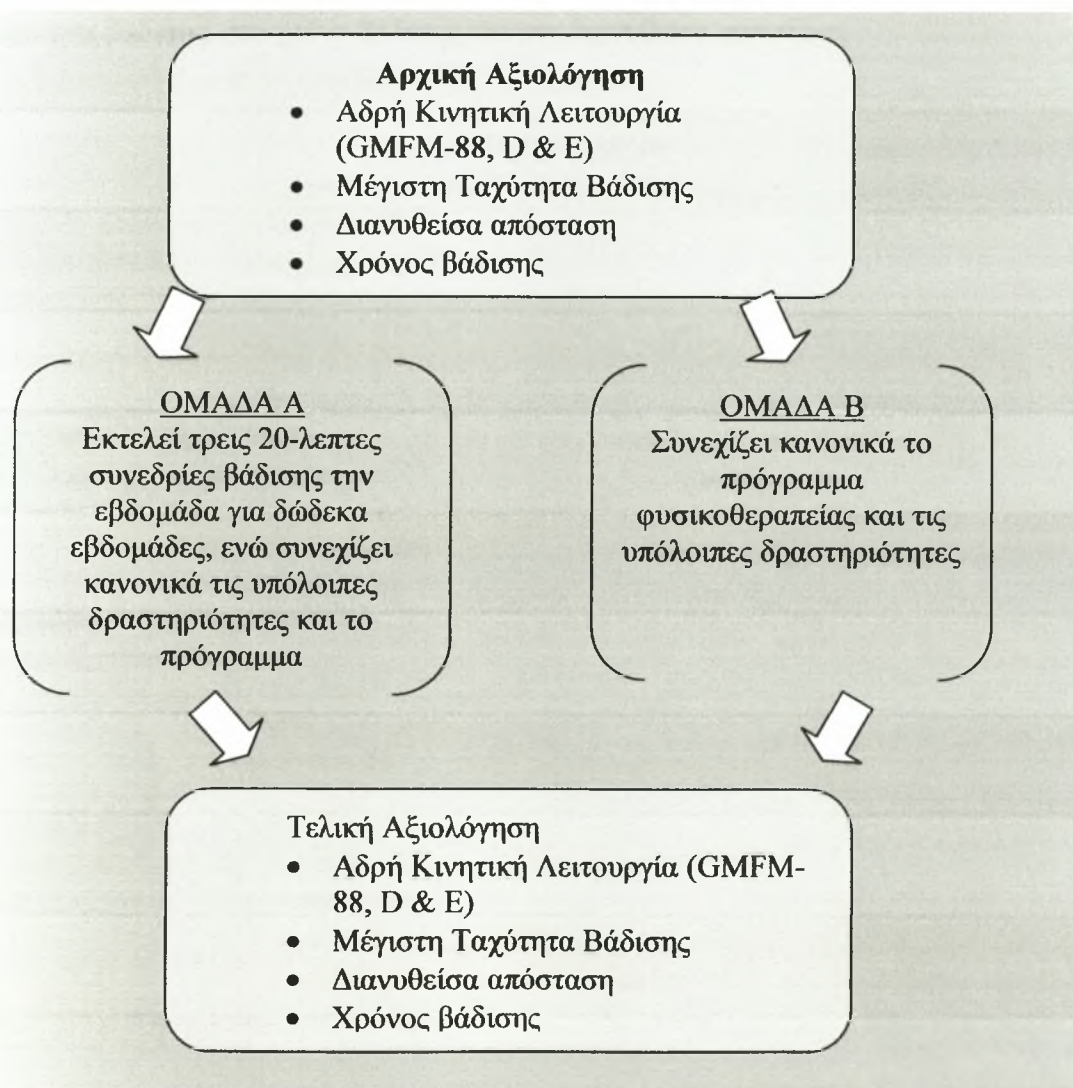 Αρχική Αξιολόγηση
• Αδρή Κινητική Λειτουργία
(GMFM-88, D & E)
• Μέγιστη Ταχύτητα Βάδισης
• Διανυθείσα απόσταση
• Χρόνος βάδισης
ΟΜΑΔΑ Α
Εκτελεί τρεις 20-λεπτες
συνεδρίες βάδισης την
εβδομάδα για δώδεκα
εβδομάδες, ενώ συνεχίζει
κανονικά τις υπόλοιπες
δραστηριότητες και το
πρόγραμμα
ΟΜΑΔΑ Β
Συνεχίζει κανονικά το
πρόγραμμα
φυσικοθεραπείας και τις
υπόλοιπες δραστηριότητες
Τελική Αξιολόγηση
• Αδρή Κινητική Λειτουργία (GMFM-
88, D & E)
• Μέγιστη Ταχύτητα Βάδισης
• Διανυθείσα απόσταση
• Χρόνος βάδισης